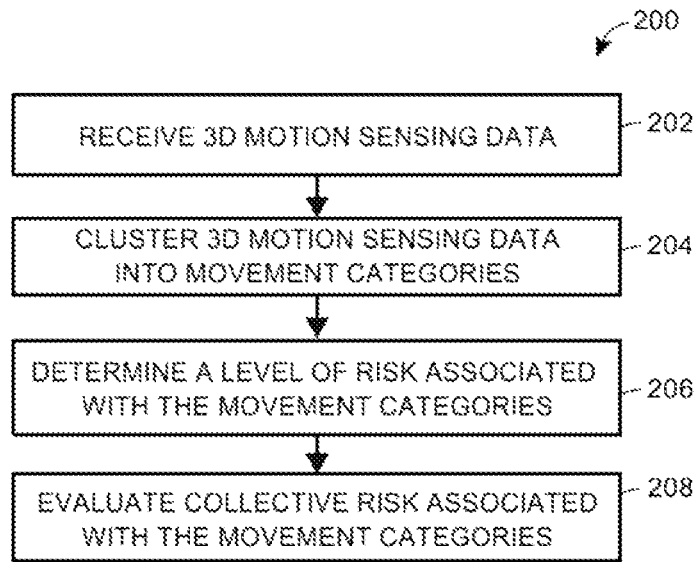 200
RECEIVE 3D MOTION SENSING DATA
202
CLUSTER 3D MOTION SENSING DATA
INTO MOVEMENT CATEGORIES
204
DETERMINE A LEVEL OF RISK ASSOCIATED
WITH THE MOVEMENT CATEGORIES
206
EVALUATE COLLECTIVE RISK ASSOCIATED
WITH THE MOVEMENT CATEGORIES
208